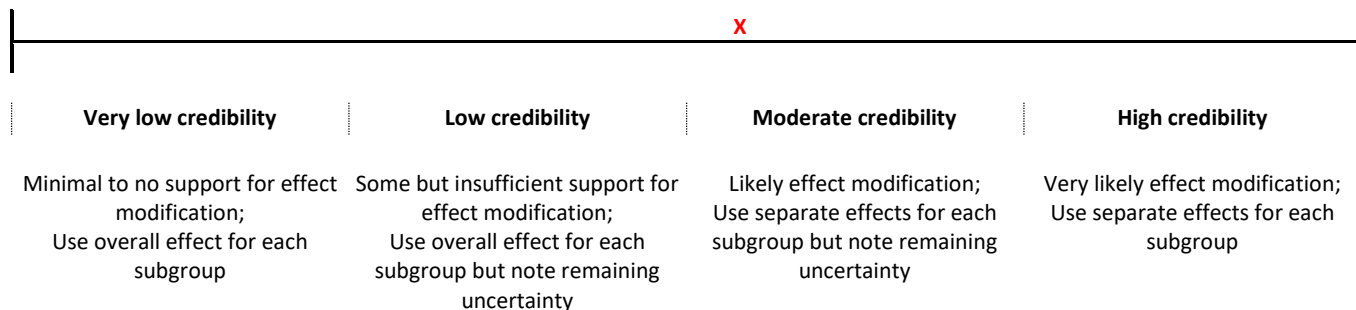 X
Very low credibility
Low credibility
Moderate credibility
High credibility
Minimal to no support for effect
modification;
Use overall effect for each
subgroup
Some but insufficient support for
effect modification;
Use overall effect for each
subgroup but note remaining
uncertainty
Likely effect modification;
Use separate effects for each
subgroup but note remaining
uncertainty
Very likely effect modification;
Use separate effects for each
subgroup